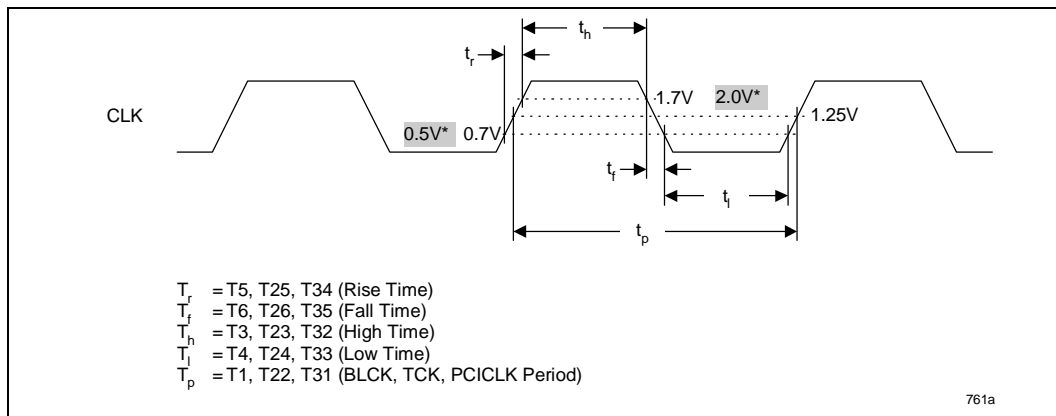 t_h
t_r
1.7V 2.0V*
CLK
1.25V
0.5V* 0.7V
t_f
t_l
t_p
T_r = T5, T25, T34 (Rise Time)
T_f = T6, T26, T35 (Fall Time)
T_h = T3, T23, T32 (High Time)
T_l = T4, T24, T33 (Low Time)
T_p = T1, T22, T31 (BLCK, TCK, PCICLK Period)
761a